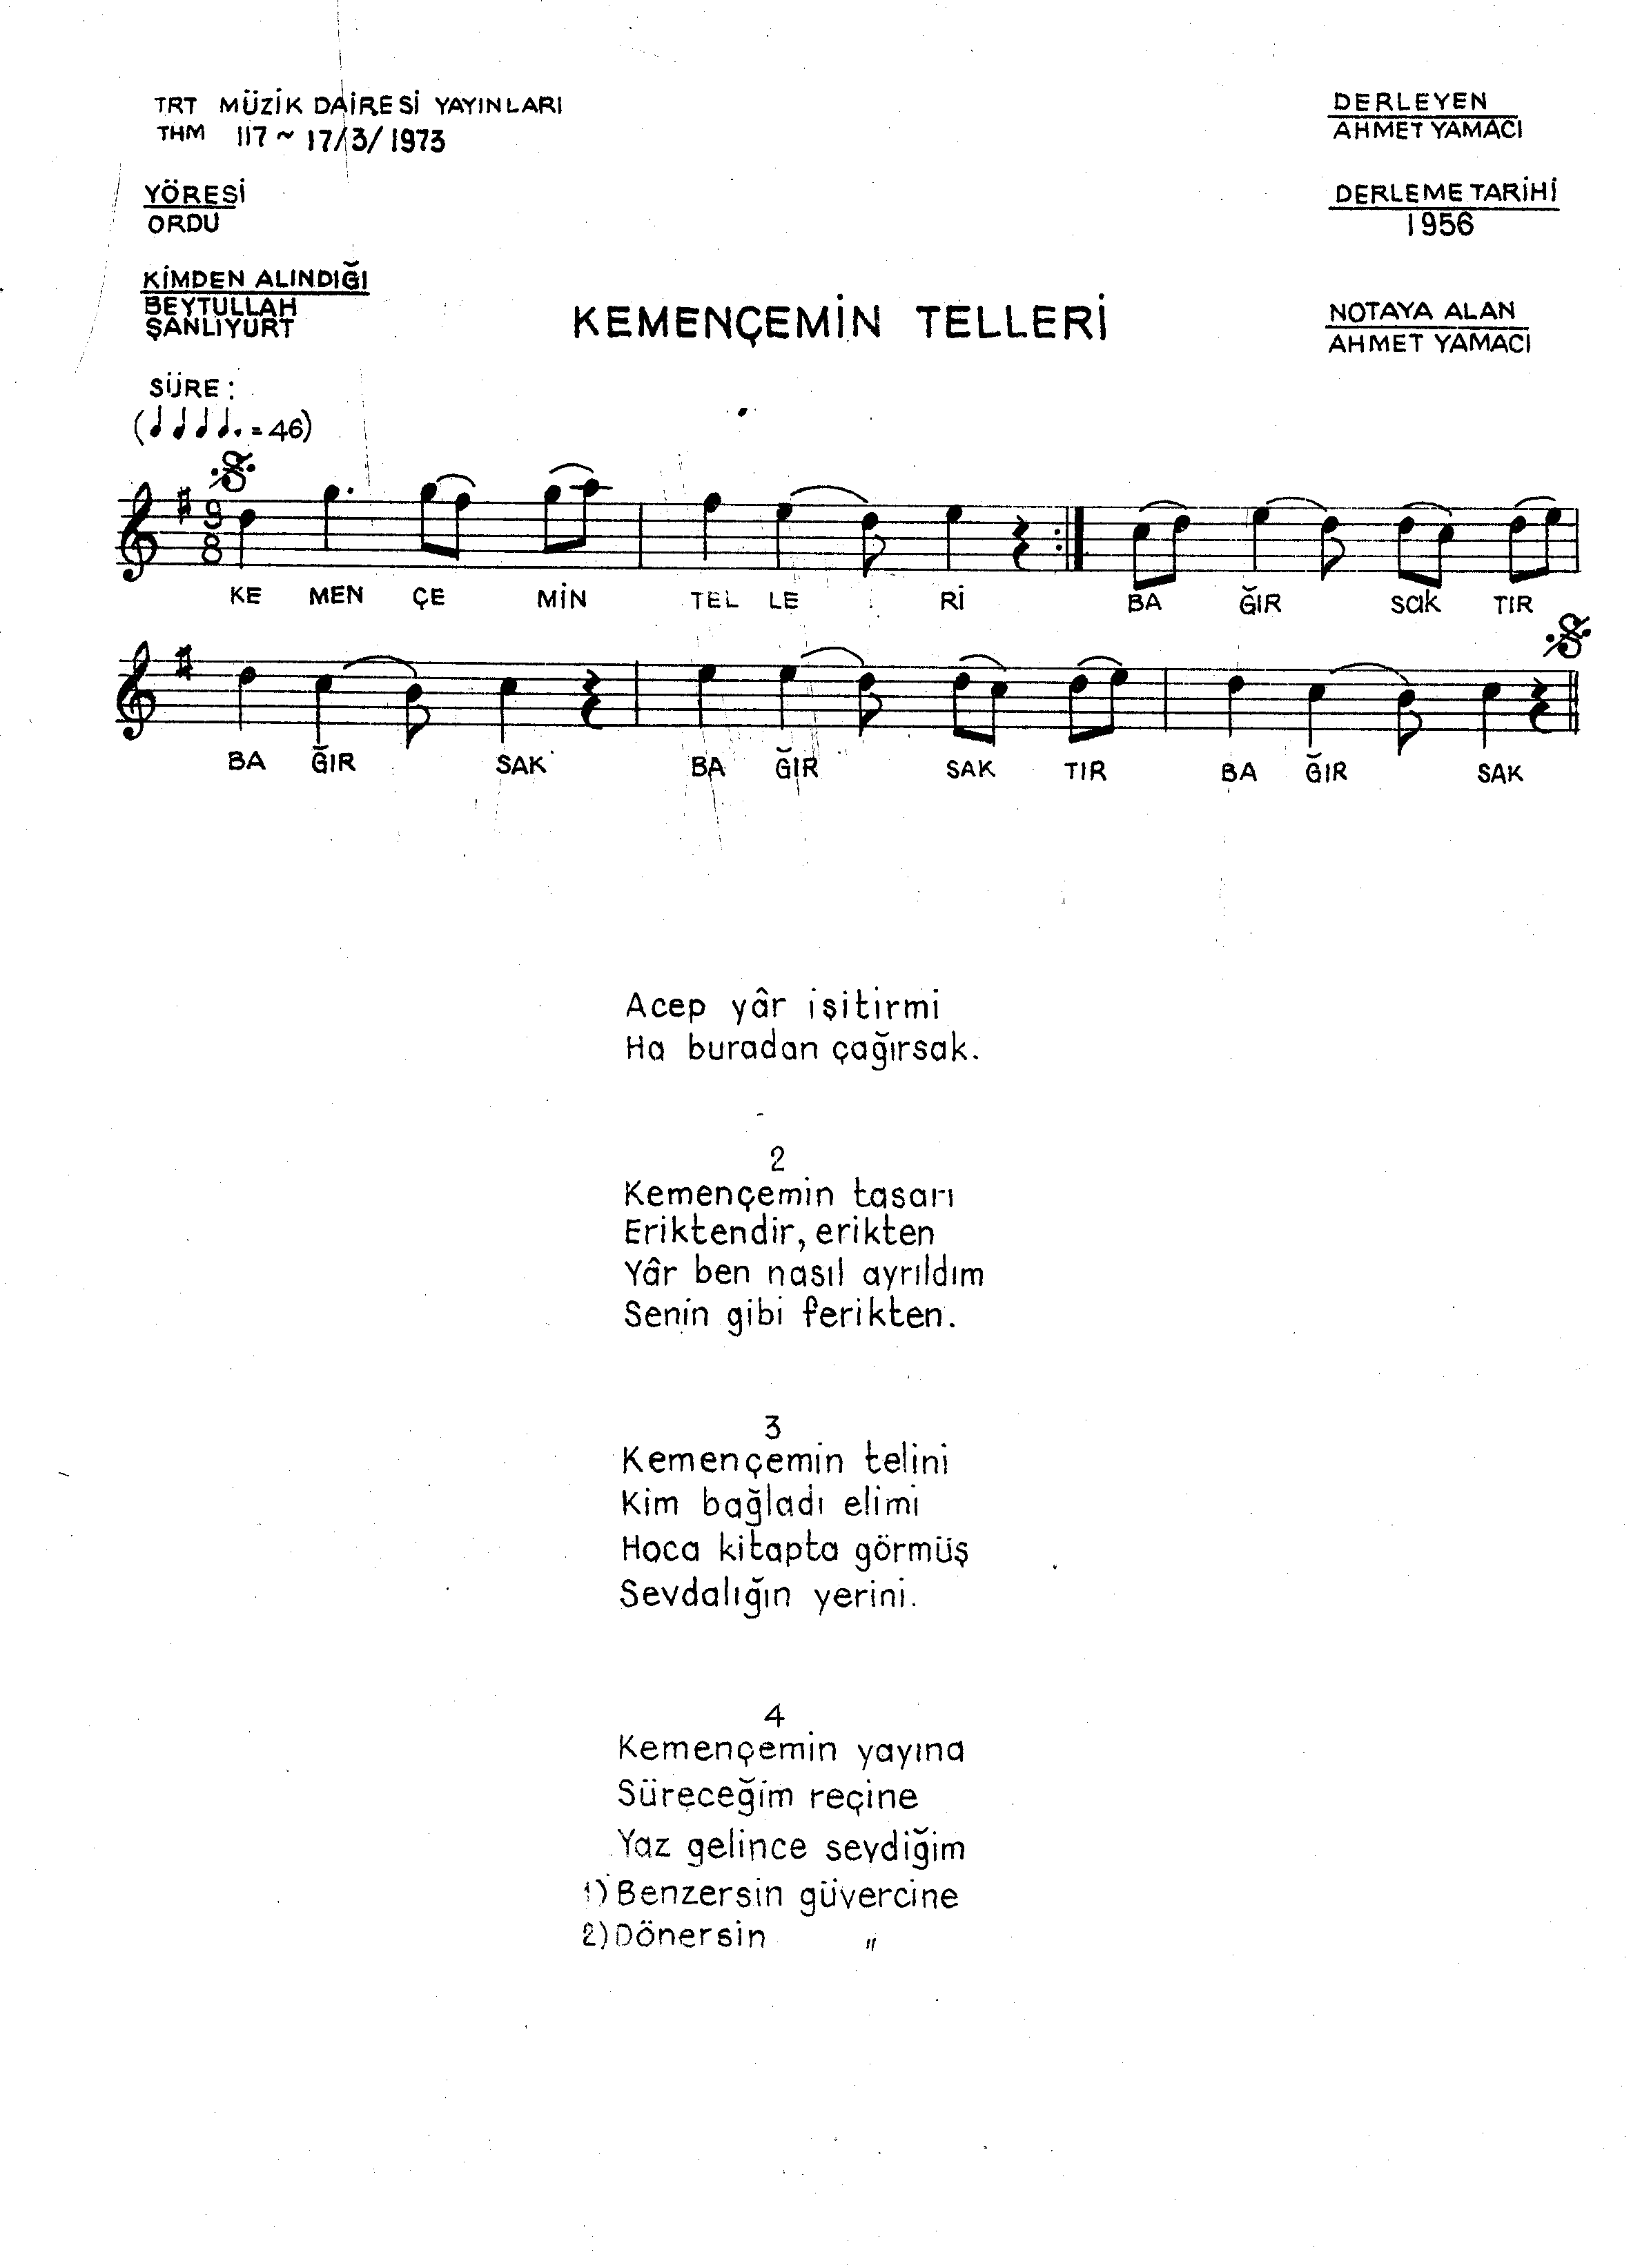 TRT MÜZİK DAİRESİ YAYINLARI
THM 117 ~ 17/3/1973
YÖRESİ
ORDU
KİMDEN ALINDIĞI
BEYTULLAH
ŞANLIYURT
SÜRE :
(♩ ♩ ♩ ♩. = 46)
DERLEYEN
AHMET YAMACI
DERLEME TARİHİ
1956
NOTAYA ALAN
AHMET YAMACI
KEMENÇEMİN TELLERİ
9
8
KE MEN ÇE MİN TEL LE Rİ BA ĞIR sak TIR
BA ĞIR SAK BA ĞIR SAK TIR BA ĞIR SAK
Acep yâr işitirmi
Ha buradan çağırsak.
2
Kemençemin tasarı
Eriktendir, erikten
Yâr ben nasıl ayrıldım
Senin gibi ferikten.
3
Kemençemin telini
Kim bağladı elimi
Hoca kitapta görmüş
Sevdalığın yerini.
4
Kemençemin yayına
Süreceğim reçine
Yaz gelince sevdiğim
1) Benzersin güvercine
2) Dönersin "